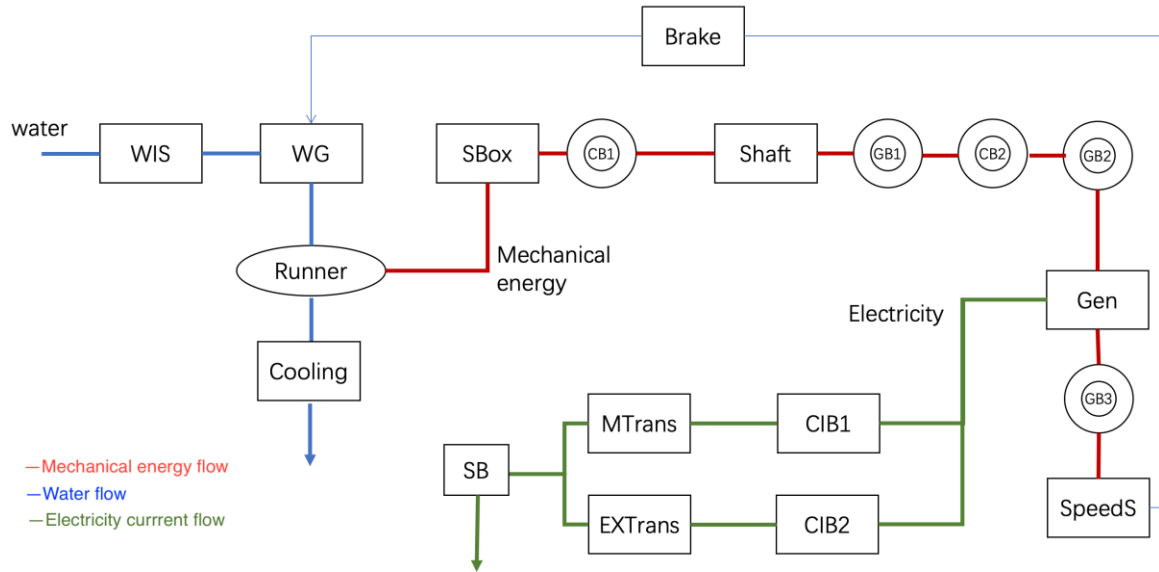 Brake
water
WIS
WG
SBox
CB1
Shaft
GB1
CB2
GB2
Runner
Mechanical
energy
Gen
Electricity
Cooling
GB3
MTrans
CIB1
SB
—Mechanical energy flow
—Water flow
—Electricity currrent flow
EXTrans
CIB2
SpeedS